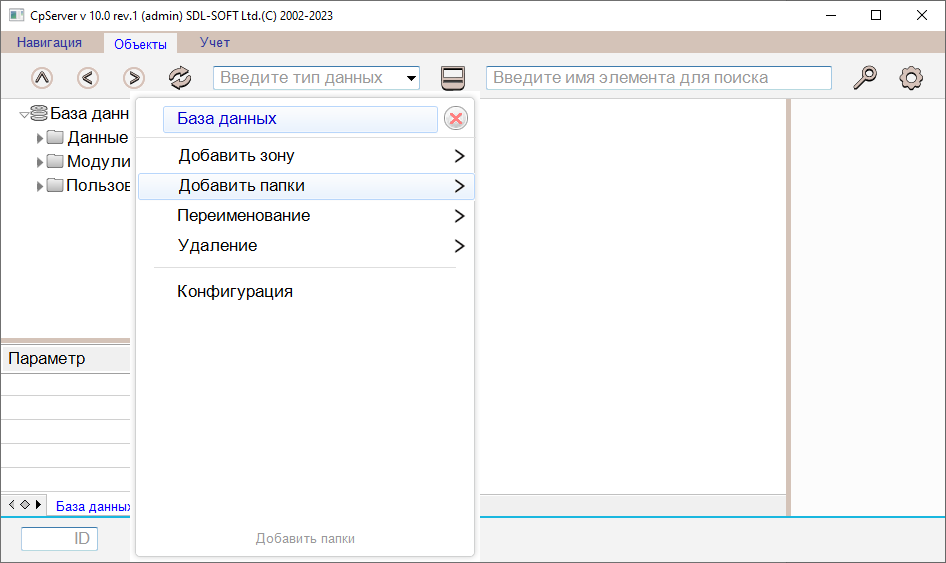 CpServer v 10.0 rev.1 (admin) SDL-SOFT Ltd.(C) 2002-2023
Навигация Объекты Учет
Введите тип данных Введите имя элемента для поиска
База данн
Данные
Модули
Пользов
База данных
Добавить зону
Добавить папки
Переименование
Удаление
Конфигурация
Параметр
База данных
ID
Добавить папки